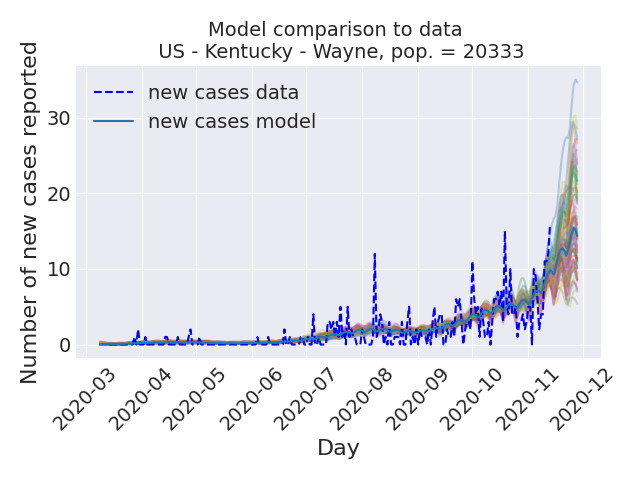 Model comparison to data
US - Kentucky - Wayne, pop. = 20333
new cases data
new cases model
Number of new cases reported
30
20
10
0
2020-03
2020-04
2020-05
2020-06
2020-07
2020-08
2020-09
2020-10
2020-11
2020-12
Day